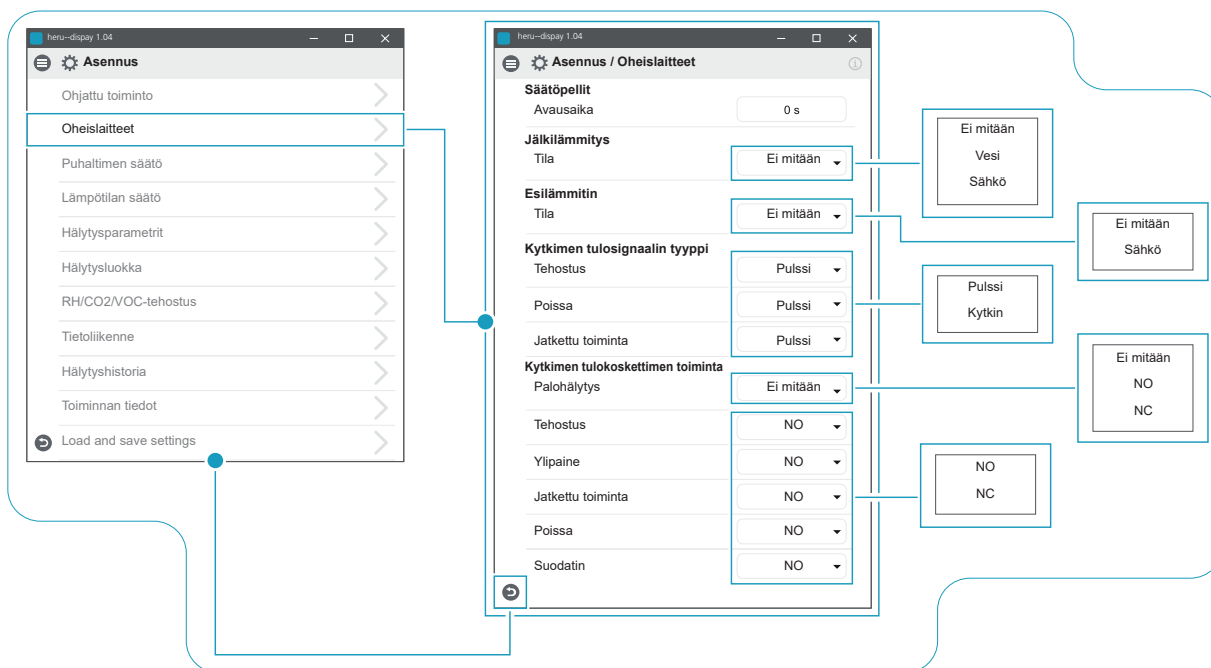 heru--dispay 1.04
Asennus
Ohjattu toiminto
Oheislaitteet
Puhaltimen säätö
Lämpötilan säätö
Hälytysparametrit
Hälytysluokka
RH/CO2/VOC-tehostus
Tietoliikenne
Hälytyshistoria
Toiminnan tiedot
Load and save settings
heru--dispay 1.04
Asennus / Oheislaitteet
Säätöpellit
Avausaika 0 s
Jälkilämmitys
Tila Ei mitään
Esilämmitin
Tila Ei mitään
Kytkimen tulosignaalin tyyppi
Tehostus Pulssi
Poissa Pulssi
Jatkettu toiminta Pulssi
Kytkimen tulokoskettimen toiminta
Palohälytys Ei mitään
Tehostus NO
Ylipaine NO
Jatkettu toiminta NO
Poissa NO
Suodatin NO
Ei mitään
Vesi
Sähkö
Ei mitään
Sähkö
Pulssi
Kytkin
Ei mitään
NO
NC
NO
NC